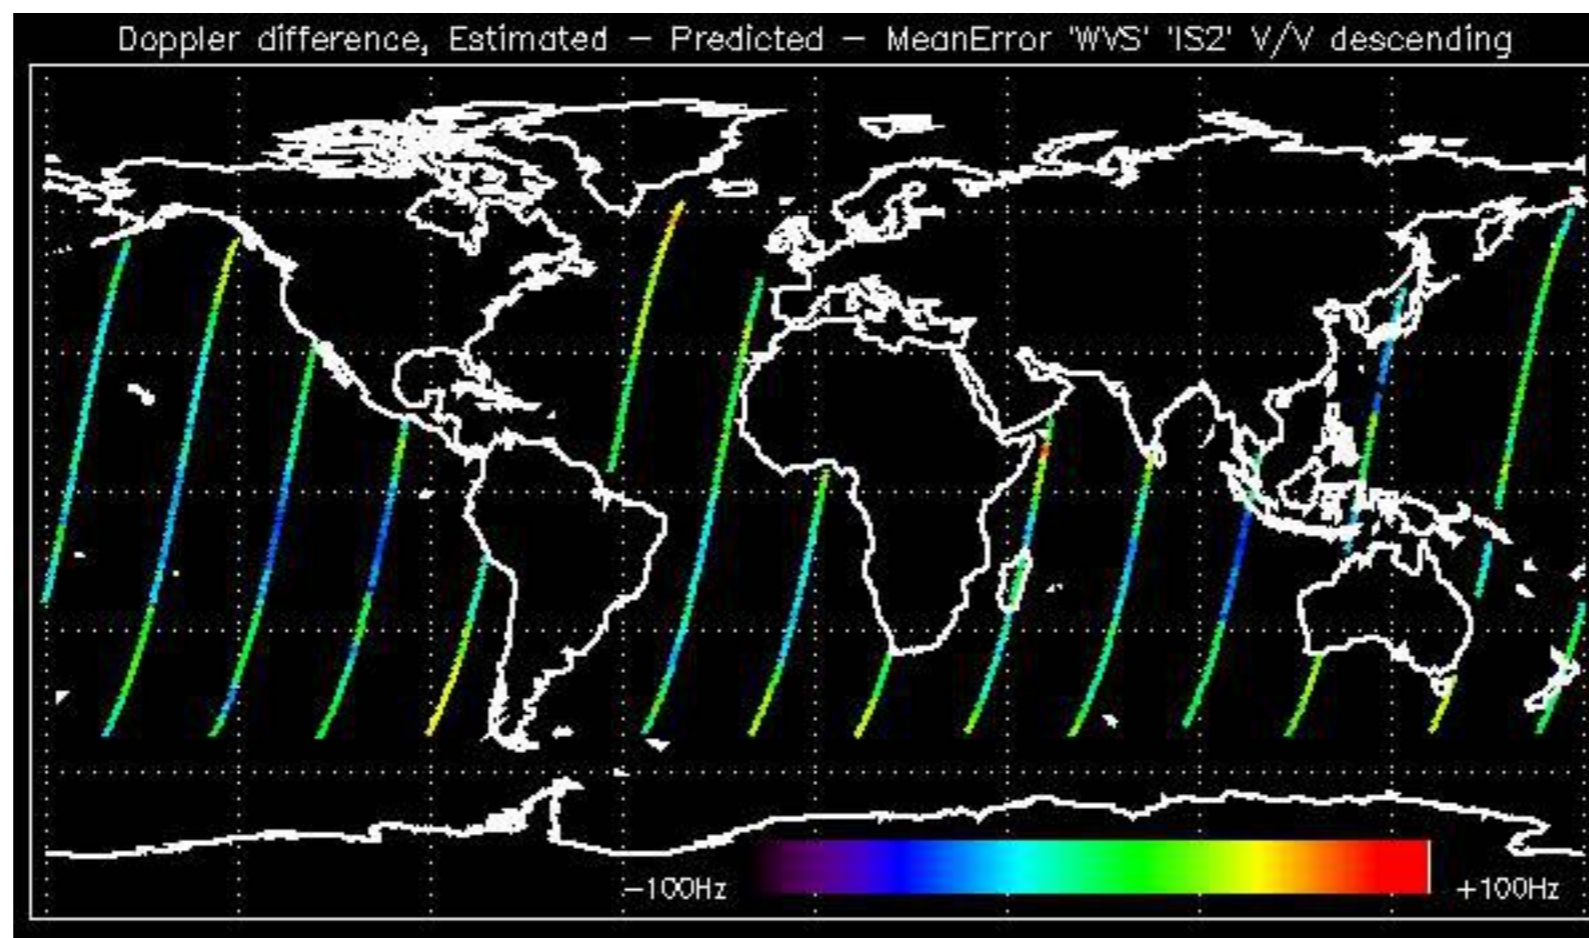 Doppler difference, Estimated – Predicted – MeanError 'WVS' 'IS2' V/V descending
-100Hz +100Hz